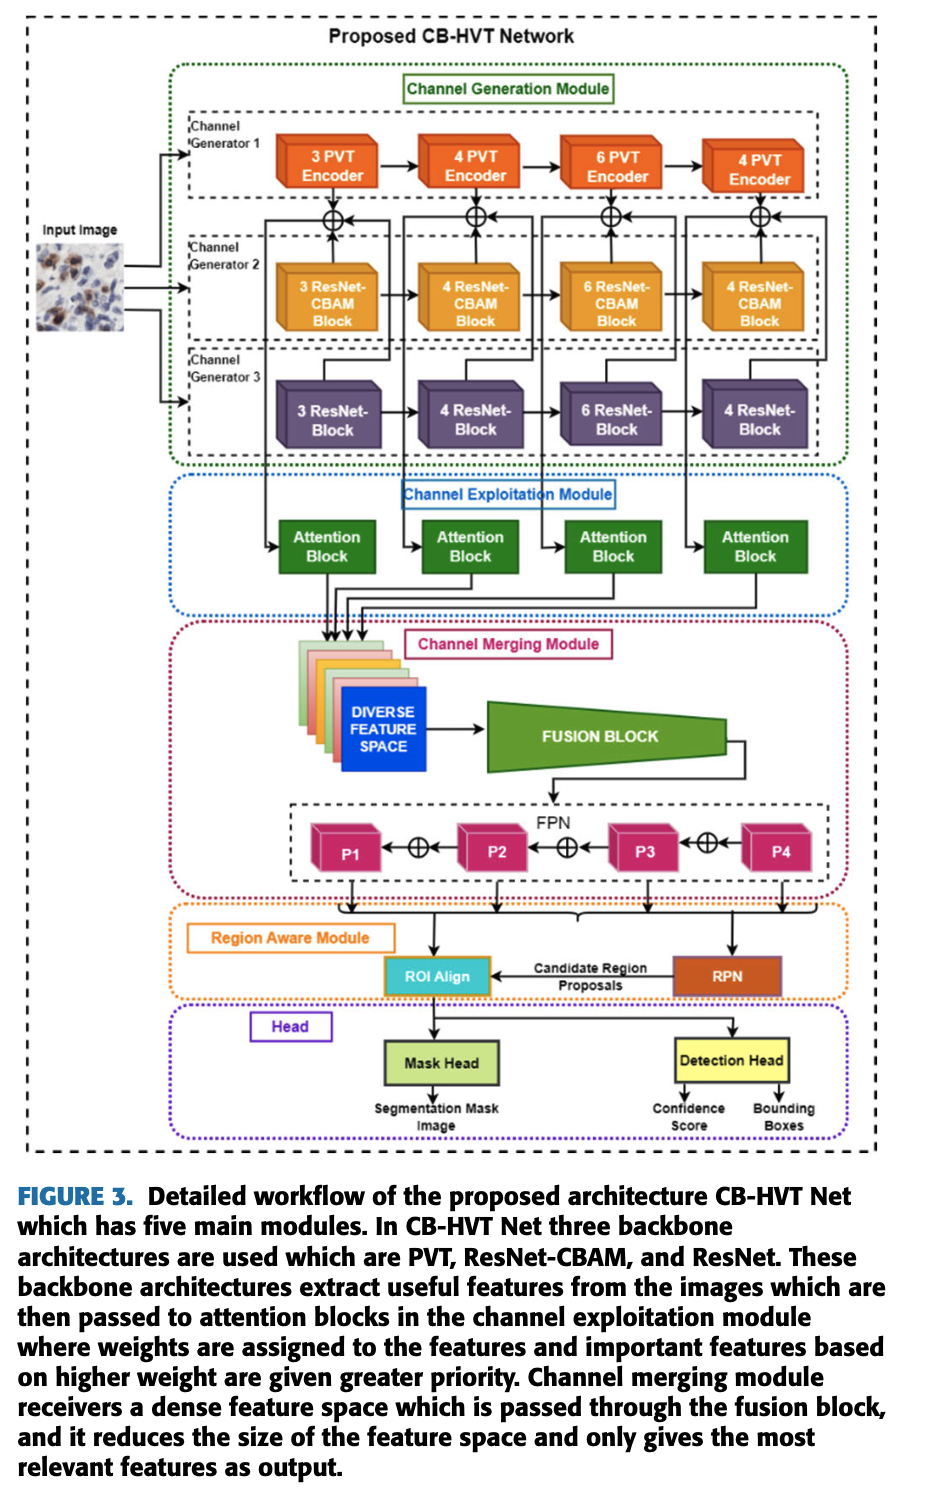 Proposed CB-HVT Network
Channel Generation Module
Channel
Generator 1
3 PVT
Encoder
4 PVT
Encoder
6 PVT
Encoder
4 PVT
Encoder
Input Image
Channel
Generator 2
3 ResNet-
CBAM
Block
4 ResNet-
CBAM
Block
6 ResNet-
CBAM
Block
4 ResNet-
CBAM
Block
Channel
Generator 3
3 ResNet-
Block
4 ResNet-
Block
6 ResNet-
Block
4 ResNet-
Block
Channel Exploitation Module
Attention
Block
Attention
Block
Attention
Block
Attention
Block
Channel Merging Module
DIVERSE
FEATURE
SPACE
FUSION BLOCK
FPN
P1
P2
P3
P4
Region Aware Module
ROI Align
Candidate Region
Proposals
RPN
Head
Mask Head
Detection Head
Segmentation Mask
Image
Confidence
Score
Bounding
Boxes
FIGURE 3. Detailed workflow of the proposed architecture CB-HVT Net
which has five main modules. In CB-HVT Net three backbone
architectures are used which are PVT, ResNet-CBAM, and ResNet. These
backbone architectures extract useful features from the images which are
then passed to attention blocks in the channel exploitation module
where weights are assigned to the features and important features based
on higher weight are given greater priority. Channel merging module
receivers a dense feature space which is passed through the fusion block,
and it reduces the size of the feature space and only gives the most
relevant features as output.